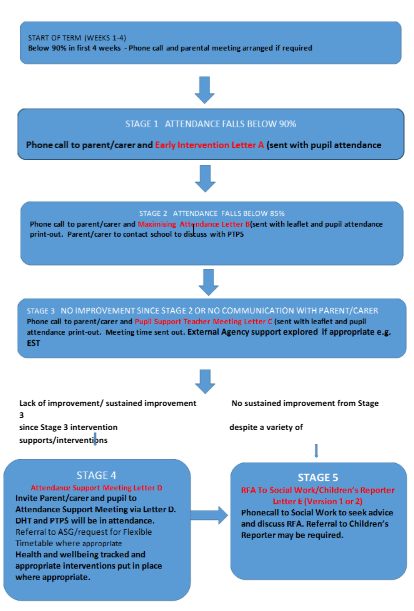 START OF TERM (WEEKS 1-4)
Below 90% in first 4 weeks - Phone call and parental meeting arranged if required
STAGE 1 ATTENDANCE FALLS BELOW 90%
Phone call to parent/carer and Early Intervention Letter A (sent with pupil attendance
STAGE 2 ATTENDANCE FALLS BELOW 85%
Phone call to parent/carer and Maximising Attendance Letter B(sent with leaflet and pupil attendance
print-out. Parent/carer to contact school to discuss with PTPS
STAGE 3 NO IMPROVEMENT SINCE STAGE 2 OR NO COMMUNICATION WITH PARENT/CARER
Phone call to parent/carer and Pupil Support Teacher Meeting Letter C (sent with leaflet and pupil
attendance print-out. Meeting time sent out. External Agency support explored if appropriate e.g.
EST
Lack of improvement/ sustained improvement
3
since Stage 3 intervention
supports/interventions
No sustained improvement from Stage
despite a variety of
STAGE 4
Attendance Support Meeting Letter D
Invite Parent/carer and pupil to
Attendance Support Meeting via Letter D.
DHT and PTPS will be in attendance.
Referral to ASG/request for Flexible
Timetable where appropriate
Health and wellbeing tracked and
appropriate interventions put in place
where appropriate.
STAGE 5
RFA To Social Work/Children's Reporter
Letter E (Version 1 or 2)
Phonecall to Social Work to seek advice
and discuss RFA. Referral to Children's
Reporter may be required.